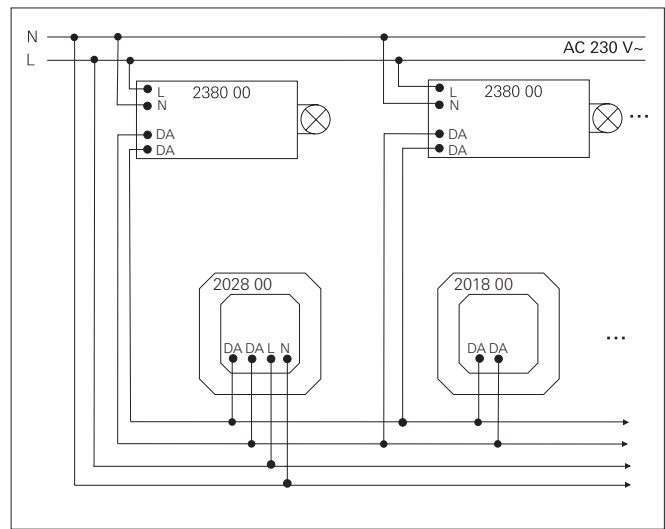 N
L
AC 230 V~
L 2380 00
N
DA
DA
L 2380 00
N
DA
DA
...
2028 00
DA DA L N
2018 00
DA DA
...